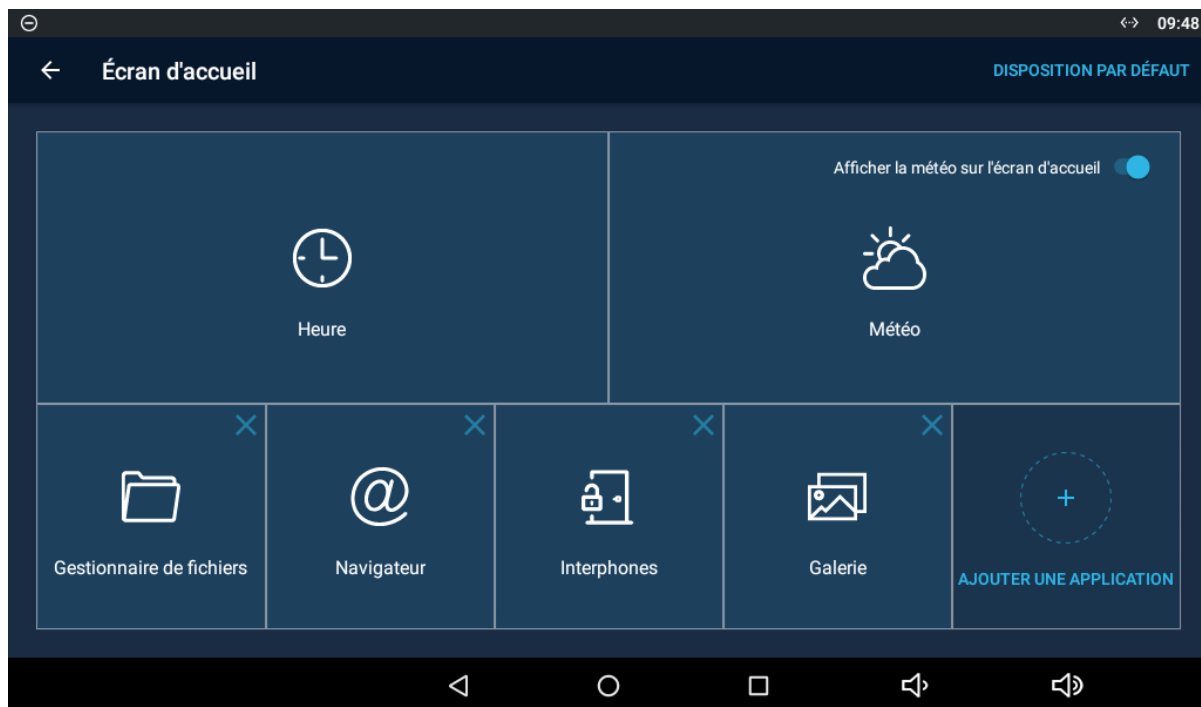 09:48
Écran d'accueil
DISPOSITION PAR DÉFAUT
Afficher la météo sur l'écran d'accueil
Heure
Météo
Gestionnaire de fichiers
Navigateur
Interphones
Galerie
AJOUTER UNE APPLICATION